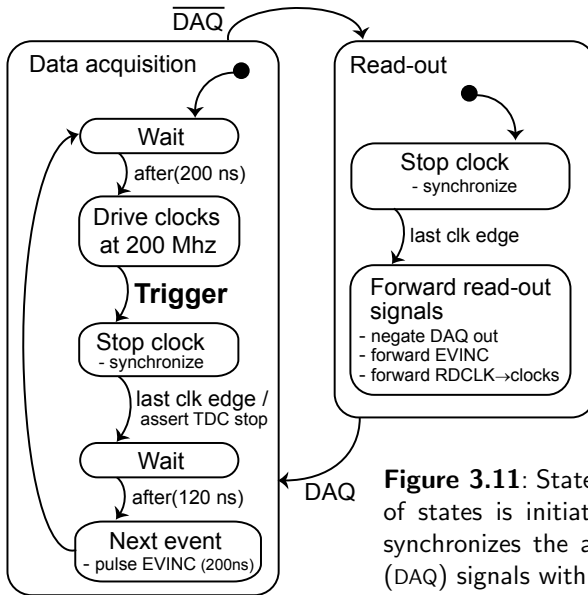 DAQ
Data acquisition
Wait
after(200 ns)
Drive clocks
at 200 Mhz
Trigger
Stop clock
- synchronize
last clk edge /
assert TDC stop
Wait
after(120 ns)
Next event
- pulse EVINC (200ns)
Read-out
Stop clock
- synchronize
last clk edge
Forward read-out
signals
- negate DAQ out
- forward EVINC
- forward RDCLK→clocks
DAQ
Figure 3.11: State
of states is initiat
synchronizes the a
(DAQ) signals with